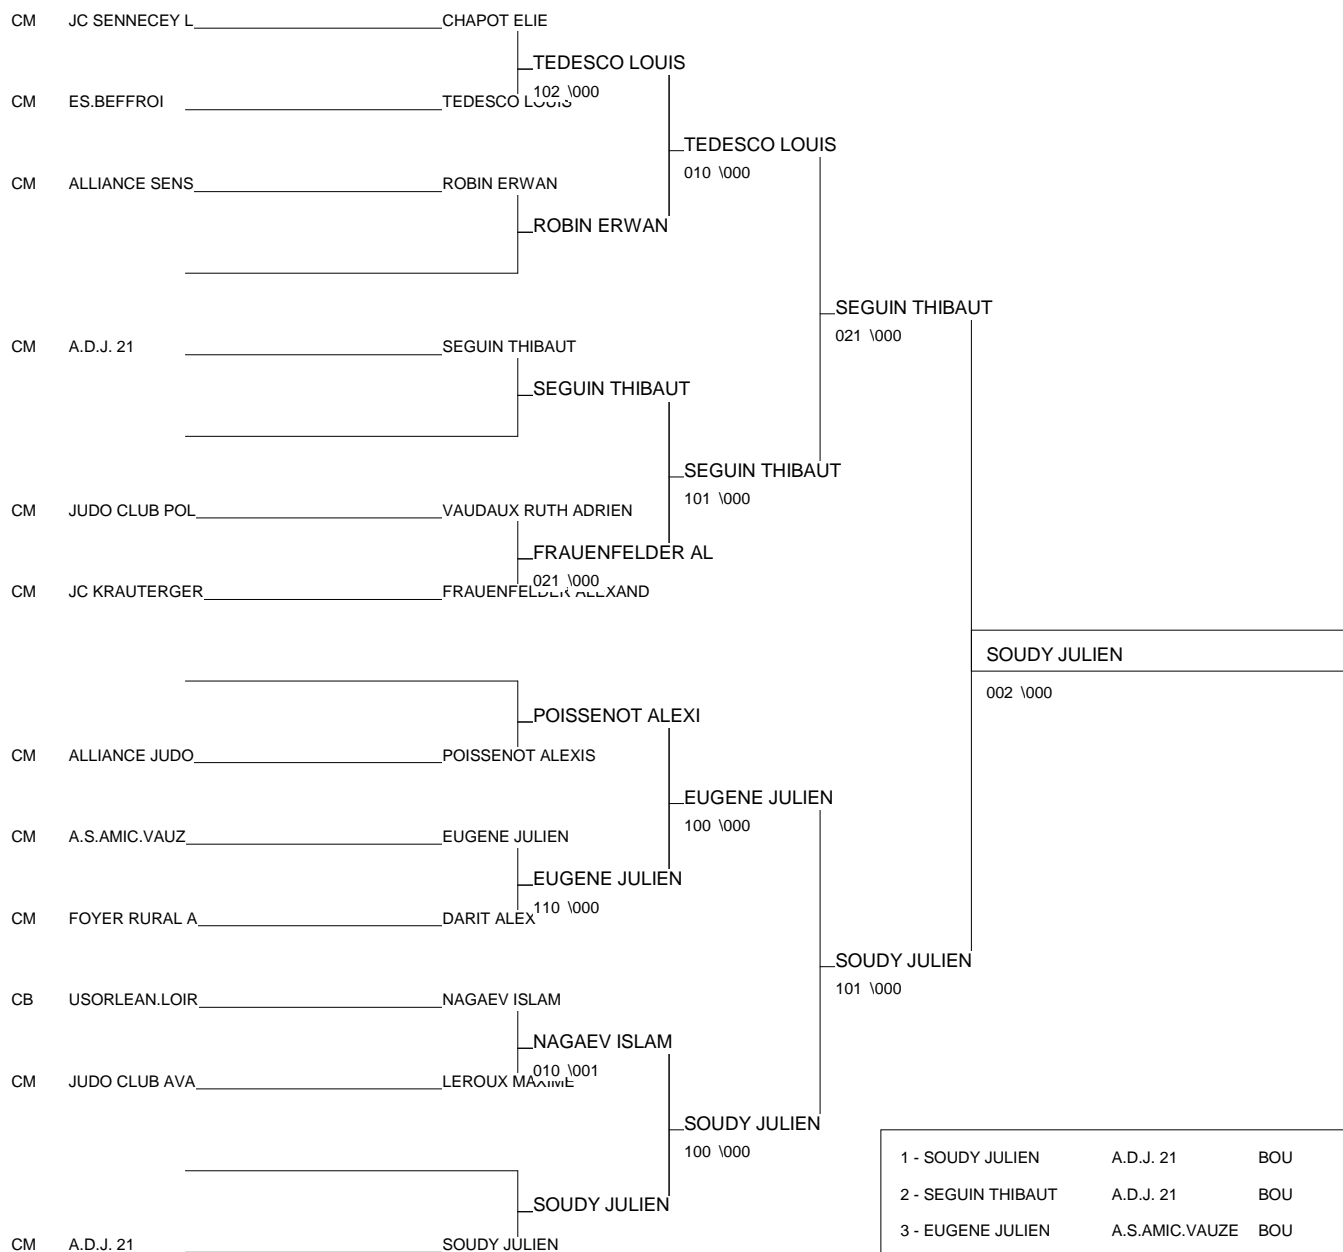 CM JC SENNECEY L CHAPOT ELIE
TEDESCO LOUIS
102 \000
CM ES.BEFFROI TEDESCO LOUIS
TEDESCO LOUIS
010 \000
CM ALLIANCE SENS ROBIN ERWAN
ROBIN ERWAN
SEGUIN THIBAUT
021 \000
CM A.D.J. 21 SEGUIN THIBAUT
SEGUIN THIBAUT
SEGUIN THIBAUT
101 \000
CM JUDO CLUB POL VAUDAUX RUTH ADRIEN
FRAUENFELDER AL
021 \000
CM JC KRAUTERGER FRAUENFELDER ALEXAND
SOUDY JULIEN
002 \000
POISSENOT ALEXI
CM ALLIANCE JUDO POISSENOT ALEXIS
EUGENE JULIEN
100 \000
CM A.S.AMIC.VAUZ EUGENE JULIEN
EUGENE JULIEN
110 \000
CM FOYER RURAL A DARIT ALEX
SOUDY JULIEN
101 \000
CB USORLEAN.LOIR NAGAEV ISLAM
NAGAEV ISLAM
010 \001
CM JUDO CLUB AVA LEROUX MAXIME
SOUDY JULIEN
100 \000
1 - SOUDY JULIEN A.D.J. 21 BOU
2 - SEGUIN THIBAUT A.D.J. 21 BOU
SOUDY JULIEN
3 - EUGENE JULIEN A.S.AMIC.VAUZE BOU
CM A.D.J. 21 SOUDY JULIEN